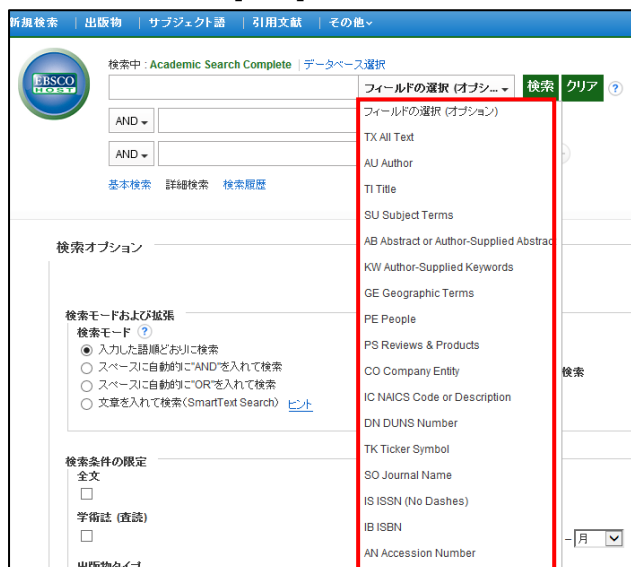 新規検索 | 出版物 | サブジェクト語 | 引用文献 | その他
EBSCO
HOST
検索中 : Academic Search Complete | データベース選択
フィールドの選択 (オプシ...
検索
クリア
?
AND
AND
基本検索 詳細検索 検索履歴
フィールドの選択 (オプション)
TX All Text
AU Author
TI Title
SU Subject Terms
AB Abstract or Author-Supplied Abstrac
KW Author-Supplied Keywords
GE Geographic Terms
PE People
PS Reviews & Products
CO Company Entity
IC NAICS Code or Description
DN DUNS Number
TK Ticker Symbol
SO Journal Name
IS ISSN (No Dashes)
IB ISBN
AN Accession Number
検索オプション
検索モードおよび拡張
検索モード ?
入力した語順どおりに検索
スペースに自動的に"AND"を入れて検索
スペースに自動的に"OR"を入れて検索
文章を入れて検索(SmartText Search) ヒント
検索
検索条件の限定
全文
学術誌 (査読)
– 月
出版物タイプ